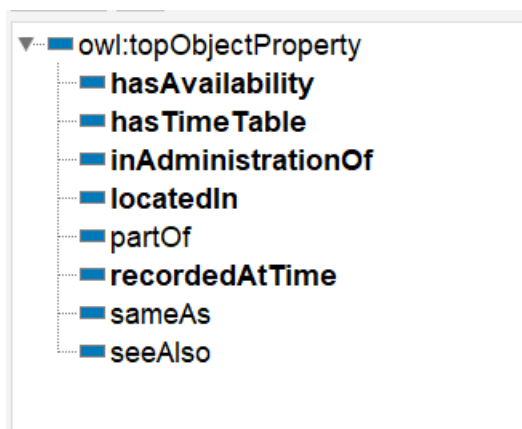 owl:topObjectProperty
hasAvailability
hasTimeTable
inAdministrationOf
locatedIn
partOf
recordedAtTime
sameAs
seeAlso